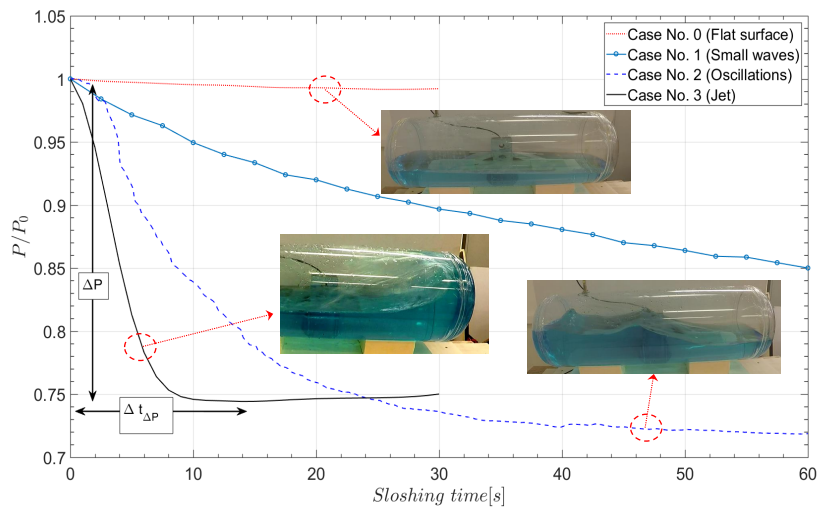 1.05
1
0.95
0.9
0.85
0.8
0.75
0.7
P/P0
0
10
20
30
40
50
60
Sloshing time[s]
Case No. 0 (Flat surface)
Case No. 1 (Small waves)
Case No. 2 (Oscillations)
Case No. 3 (Jet)
ΔP
Δ tΔP